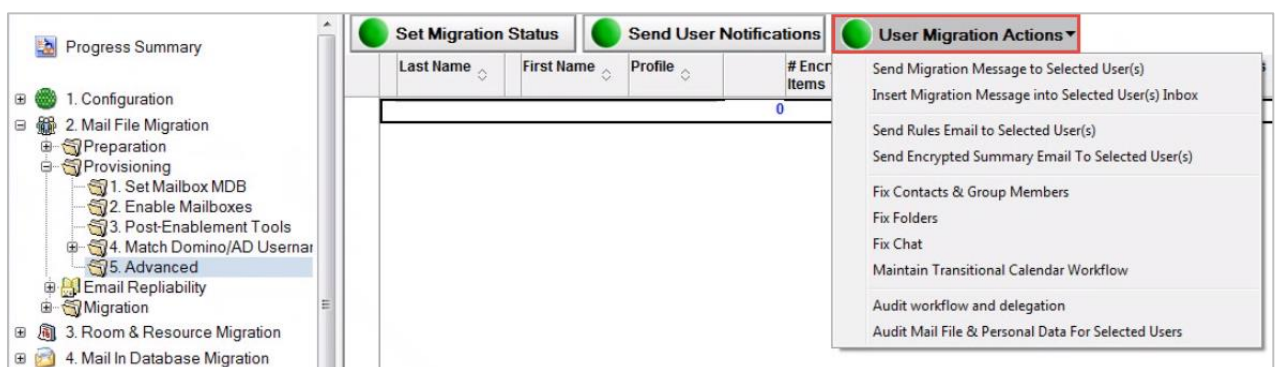 Progress Summary
1. Configuration
2. Mail File Migration
Preparation
Provisioning
1. Set Mailbox MDB
2. Enable Mailboxes
3. Post-Enablement Tools
4. Match Domino/AD Usernar
5. Advanced
Email Repliability
Migration
3. Room & Resource Migration
4. Mail In Database Migration
Set Migration Status
Send User Notifications
User Migration Actions
Last Name
First Name
Profile
# Encr
Items
0
Send Migration Message to Selected User(s)
Insert Migration Message into Selected User(s) Inbox
Send Rules Email to Selected User(s)
Send Encrypted Summary Email To Selected User(s)
Fix Contacts & Group Members
Fix Folders
Fix Chat
Maintain Transitional Calendar Workflow
Audit workflow and delegation
Audit Mail File & Personal Data For Selected Users